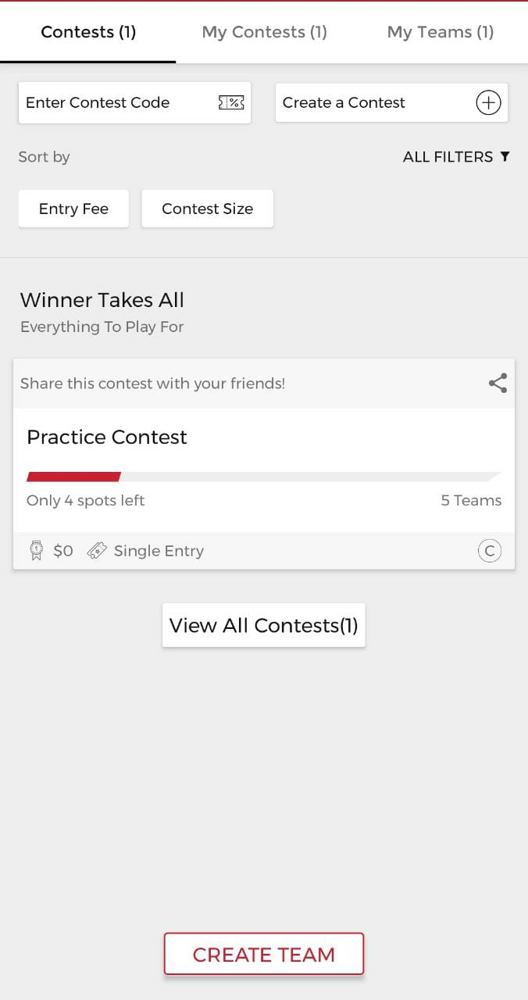 Contests (1) My Contests (1) My Teams (1)
Enter Contest Code % Create a Contest
Sort by ALL FILTERS
Entry Fee Contest Size
Winner Takes All
Everything To Play For
Share this contest with your friends!
Practice Contest
Only 4 spots left 5 Teams
1 $0 Single Entry C
View All Contests(1)
CREATE TEAM